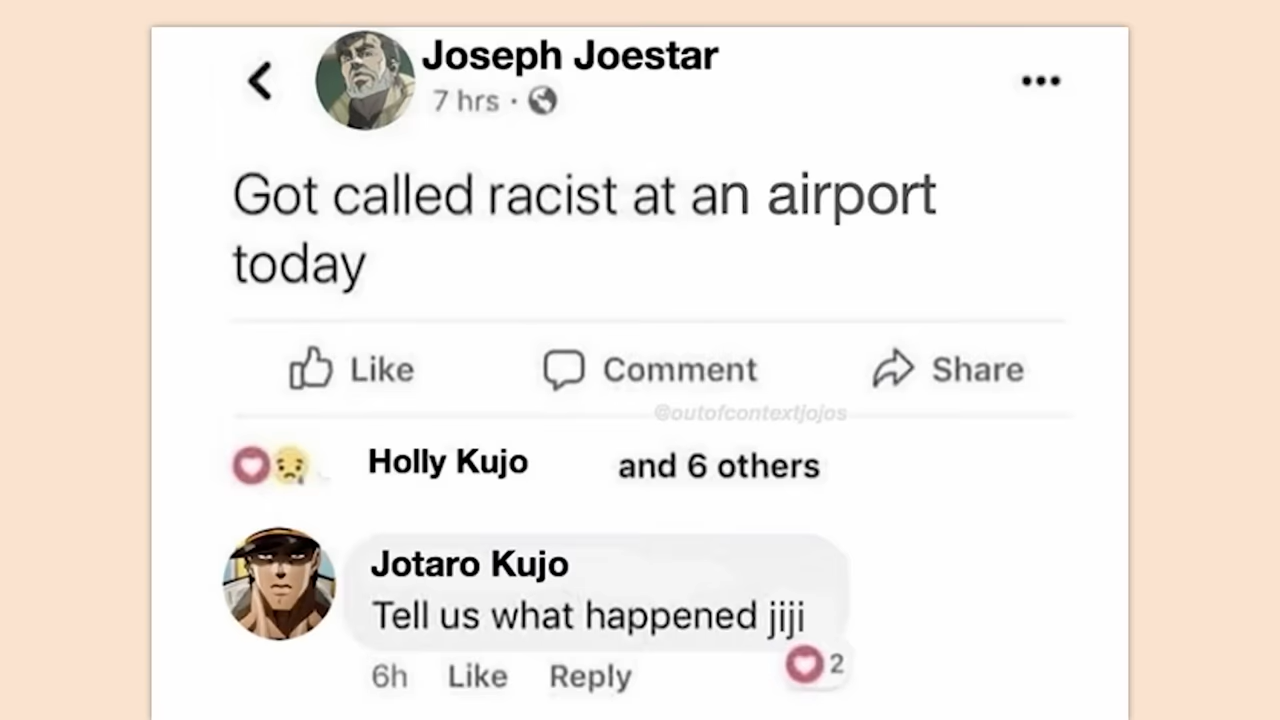 Joseph Joestar
7 hrs ·
Got called racist at an airport
today
Like Comment Share
@outofcontextjojos
Holly Kujo and 6 others
Jotaro Kujo
Tell us what happened jiji
6h Like Reply 2